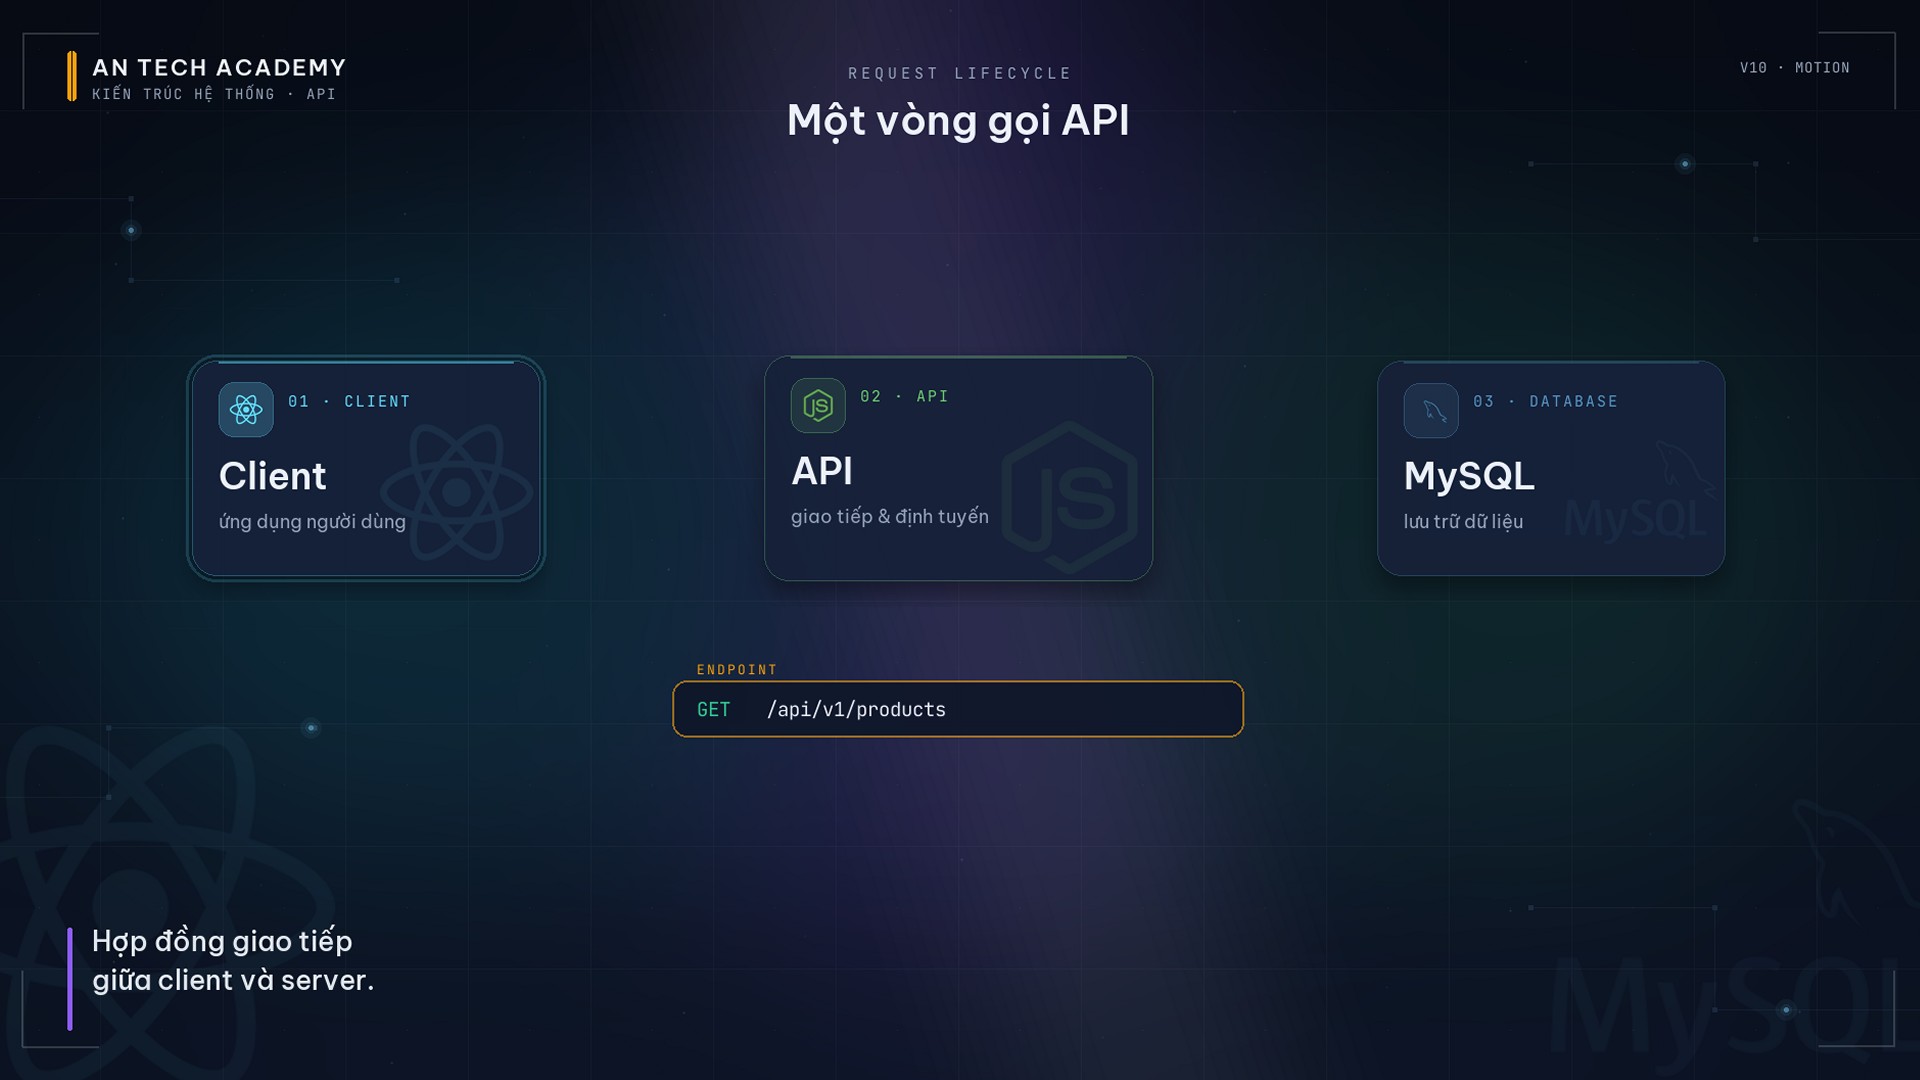 AN TECH ACADEMY
KIẾN TRÚC HỆ THỐNG · API
REQUEST LIFECYCLE
Một vòng gọi API
V10 · MOTION
01 · CLIENT
Client
ứng dụng người dùng
02 · API
API
giao tiếp & định tuyến
JS
03 · DATABASE
MySQL
lưu trữ dữ liệu
MySQL
ENDPOINT
GET /api/v1/products
Hợp đồng giao tiếp
giữa client và server.
MySQL